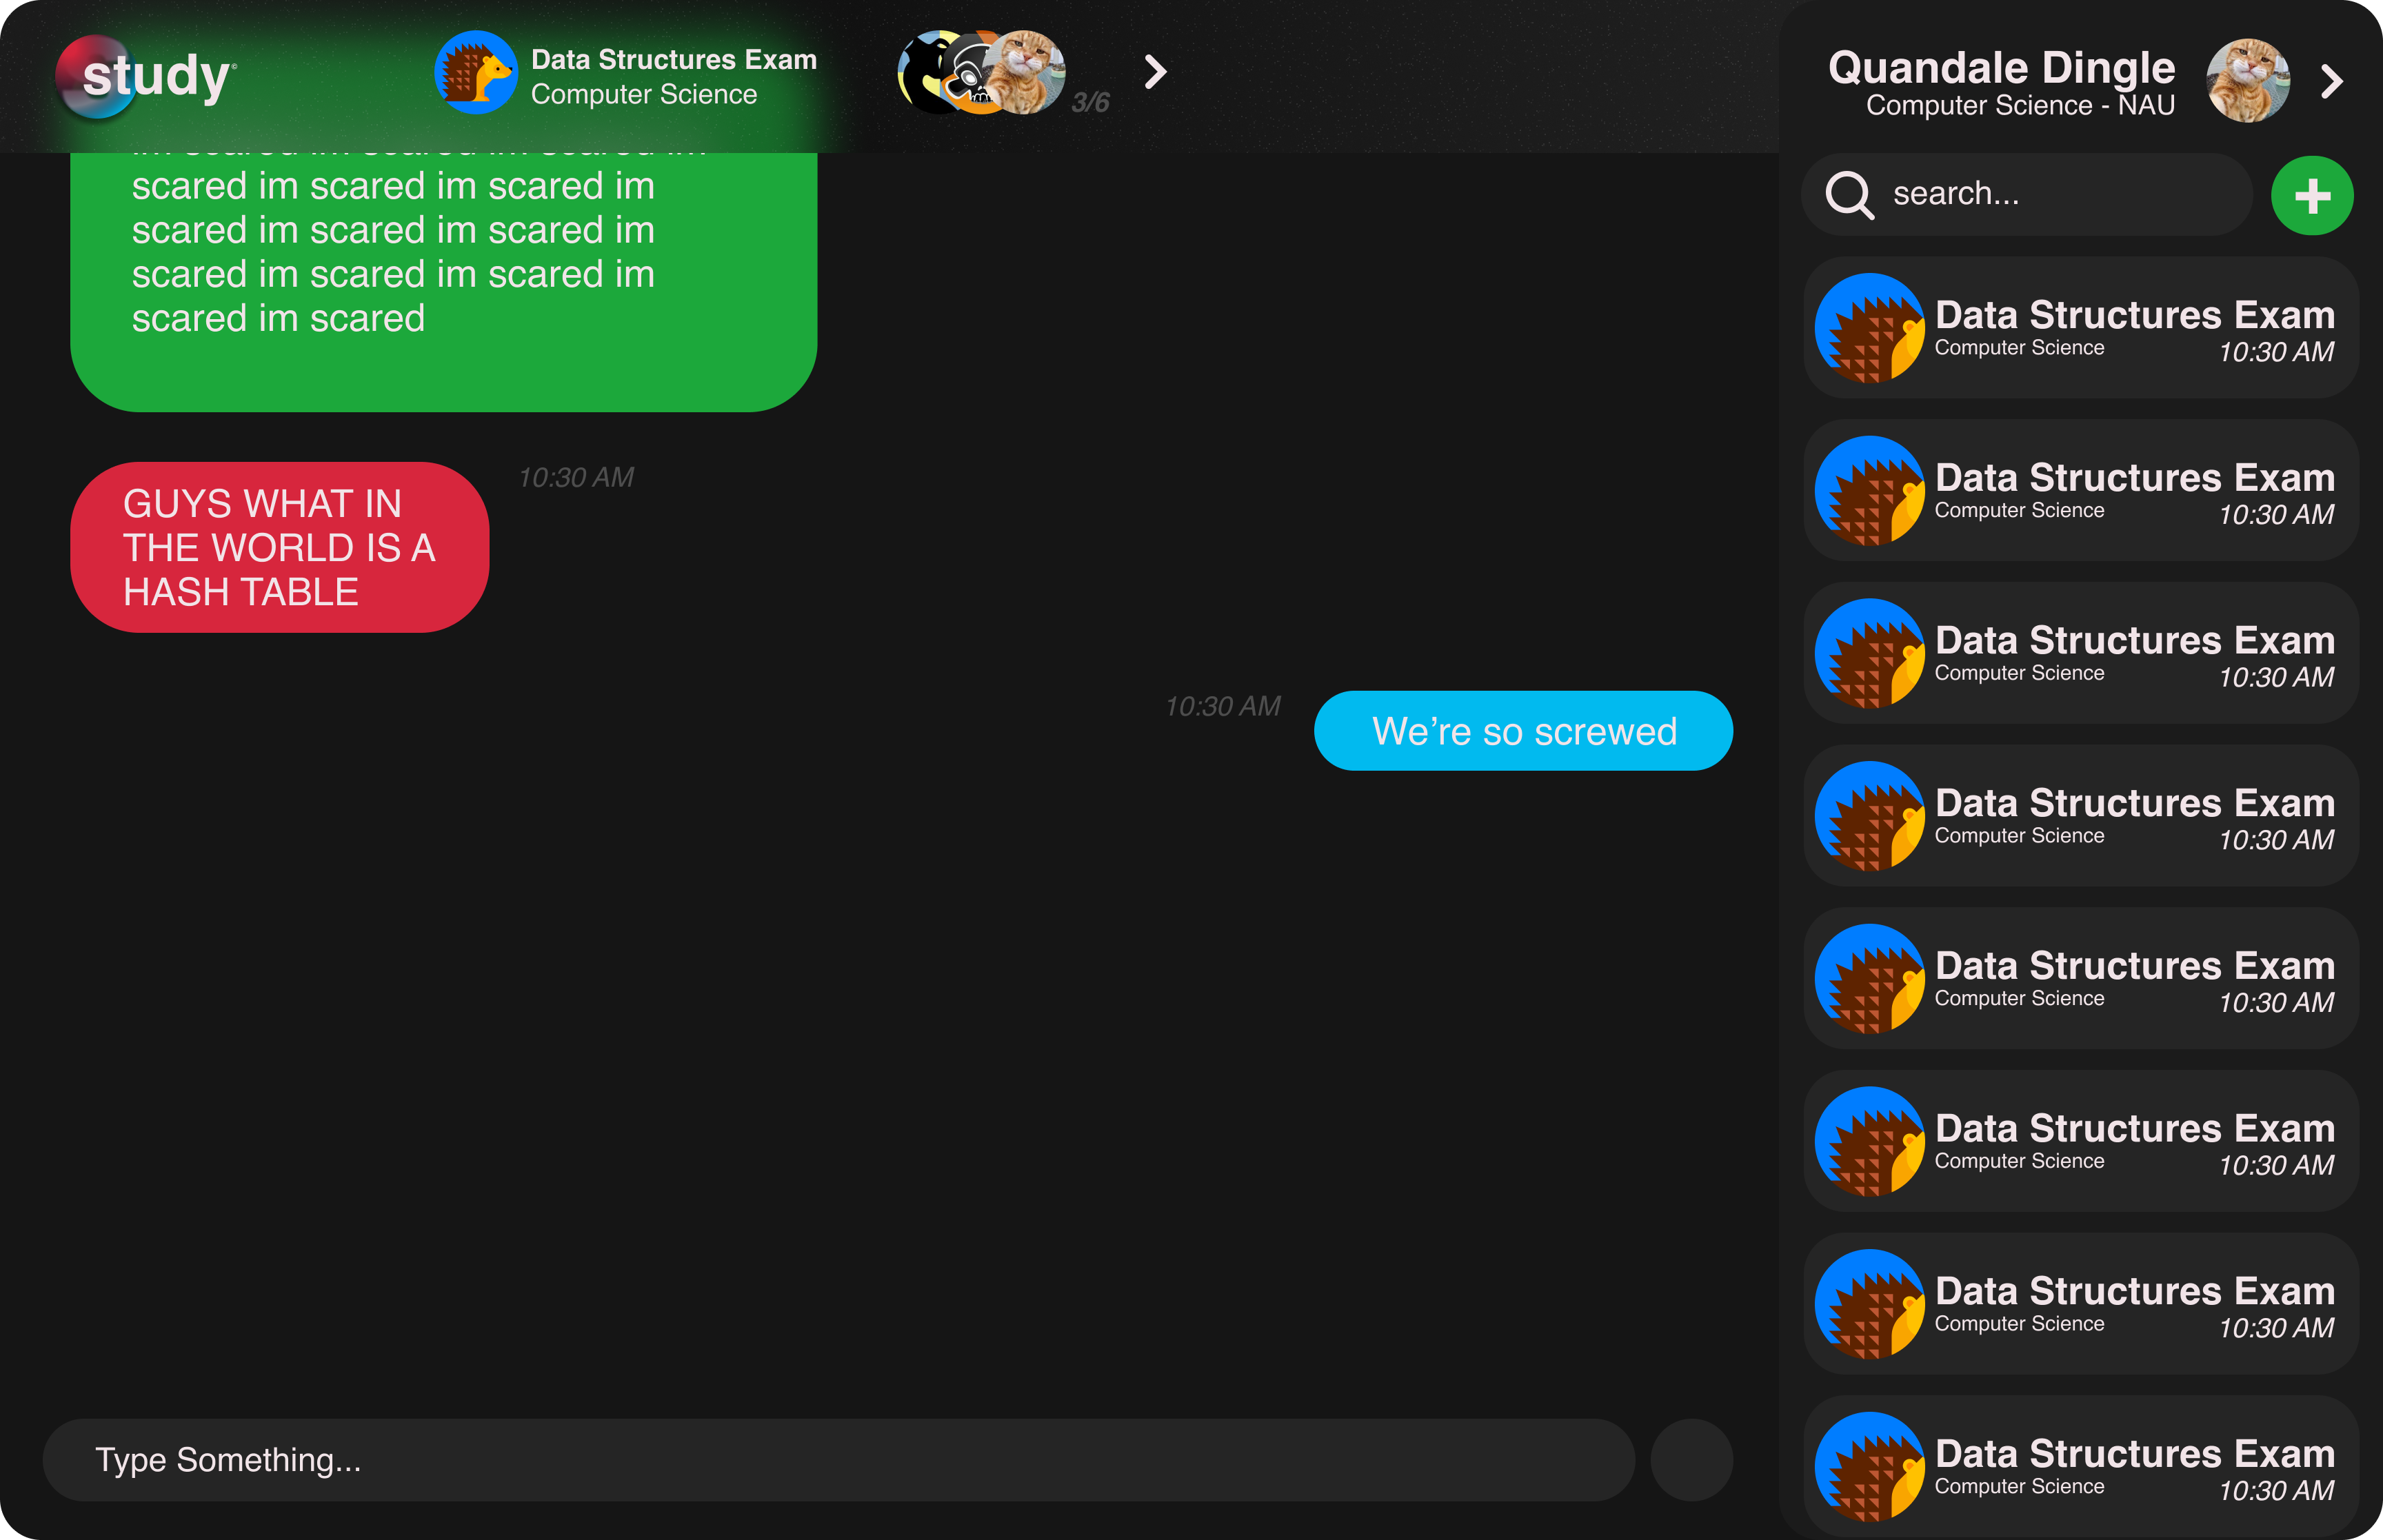 study©
Data Structures Exam
Computer Science
3/6
Quandale Dingle
Computer Science - NAU
im scared im scared im scared im
scared im scared im scared im
scared im scared im scared im
scared im scared im scared im
scared im scared
10:30 AM
GUYS WHAT IN
THE WORLD IS A
HASH TABLE
10:30 AM
We’re so screwed
Type Something...
search...
Data Structures Exam
Computer Science
10:30 AM
Data Structures Exam
Computer Science
10:30 AM
Data Structures Exam
Computer Science
10:30 AM
Data Structures Exam
Computer Science
10:30 AM
Data Structures Exam
Computer Science
10:30 AM
Data Structures Exam
Computer Science
10:30 AM
Data Structures Exam
Computer Science
10:30 AM
Data Structures Exam
Computer Science
10:30 AM